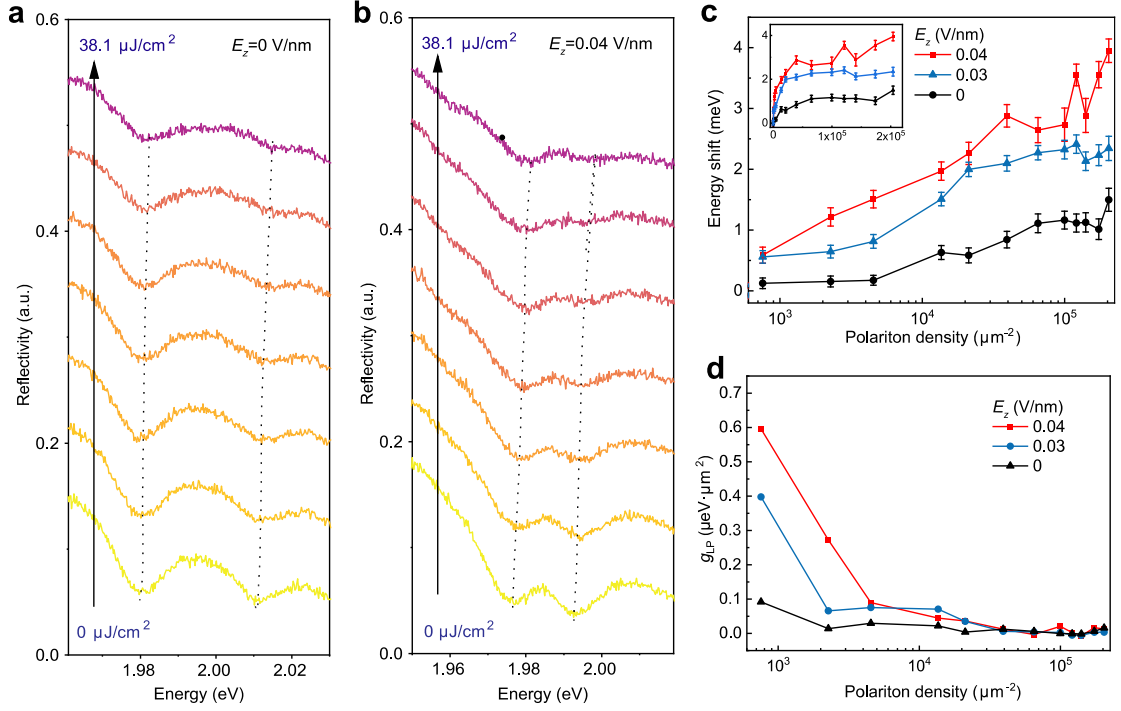 a
0.6
0.4
0.2
0.0
Reflectivity (a.u.)
38.1 μJ/cm²
E_z=0 V/nm
0 μJ/cm²
1.98
2.00
2.02
Energy (eV)
b
0.6
0.4
0.2
0.0
Reflectivity (a.u.)
38.1 μJ/cm²
E_z=0.04 V/nm
0 μJ/cm²
1.96
1.98
2.00
Energy (eV)
c
4
3
2
1
0
Energy shift (meV)
4
2
0
0
1x10⁵
2x10⁵
E_z (V/nm)
0.04
0.03
0
10³
10⁴
10⁵
Polariton density (μm⁻²)
d
0.7
0.6
0.5
0.4
0.3
0.2
0.1
0.0
g_LP (μeV·μm²)
E_z (V/nm)
0.04
0.03
0
10³
10⁴
10⁵
Polariton density (μm⁻²)